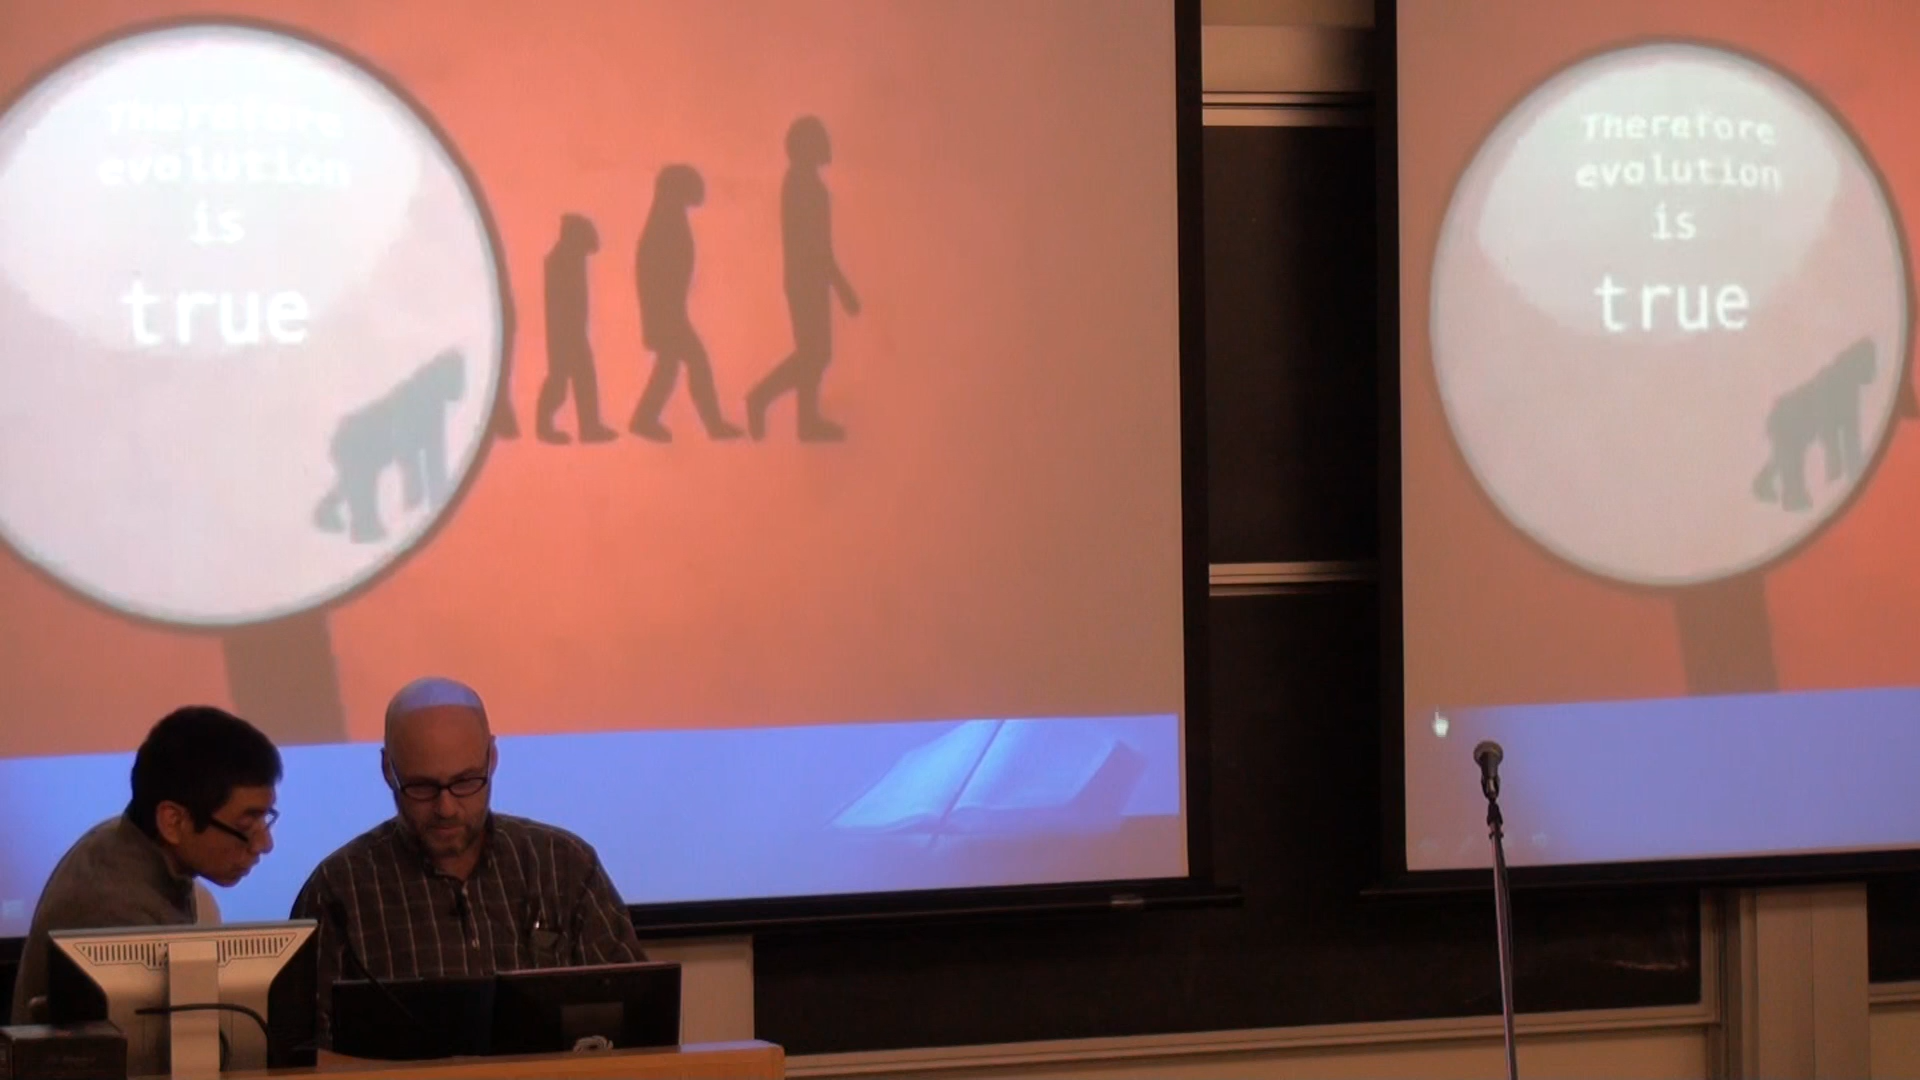 Therefore
evolution
is
true
Therefore
evolution
is
true